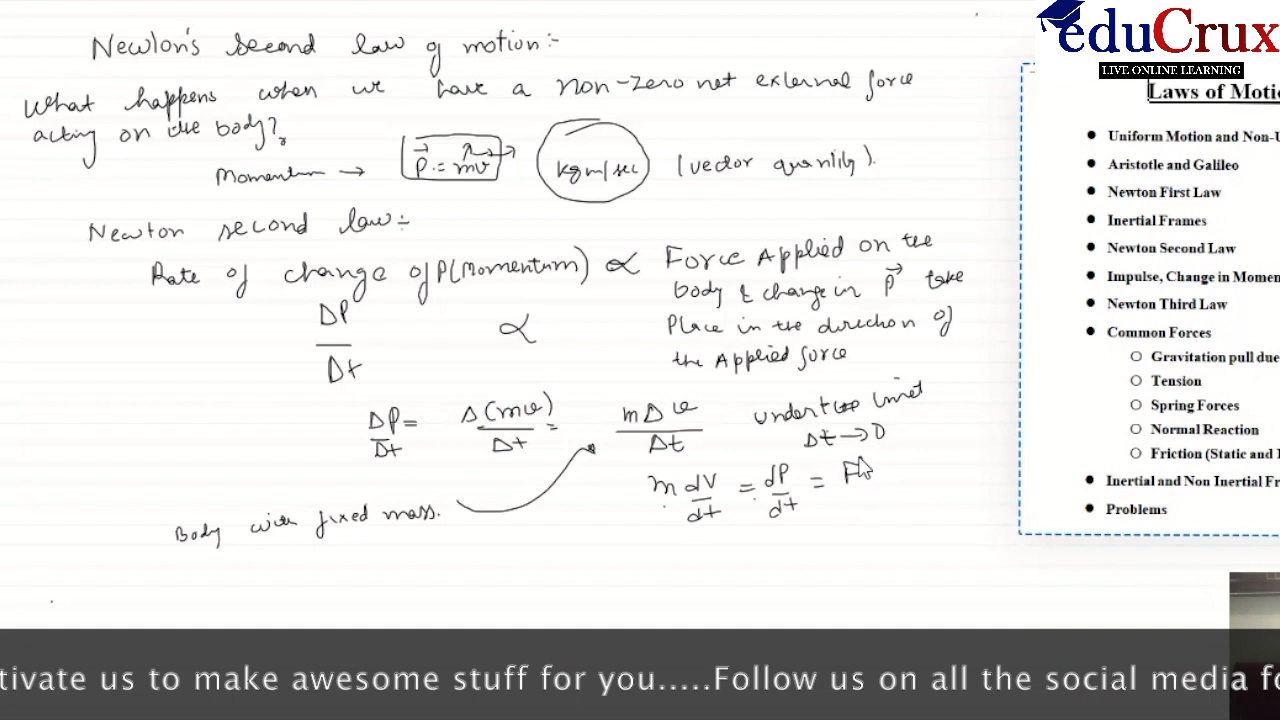 Newton's second law of motion:-
What happens when we have a non-zero net external force
acting on the body?
Momentum → P⃗ = mv kgm/sec (vector quantity).
Newton second law:-
Rate of change of P(Momentum) ∝ Force Applied on the
body & change in P⃗ take
Place in the direction of
the Applied force
ΔP/Δt ∝
ΔP/Δt = Δ(mv)/Δt = mΔv/Δt under limit
Δt → 0
m dV/dt = dP/dt = F
Body with fixed mass.
eduCrux
LIVE ONLINE LEARNING
Laws of Motio
● Uniform Motion and Non-U
● Aristotle and Galileo
● Newton First Law
● Inertial Frames
● Newton Second Law
● Impulse, Change in Momen
● Newton Third Law
● Common Forces
○ Gravitation pull due
○ Tension
○ Spring Forces
○ Normal Reaction
○ Friction (Static and
● Inertial and Non Inertial Fr
● Problems
tivate us to make awesome stuff for you.....Follow us on all the social media fo